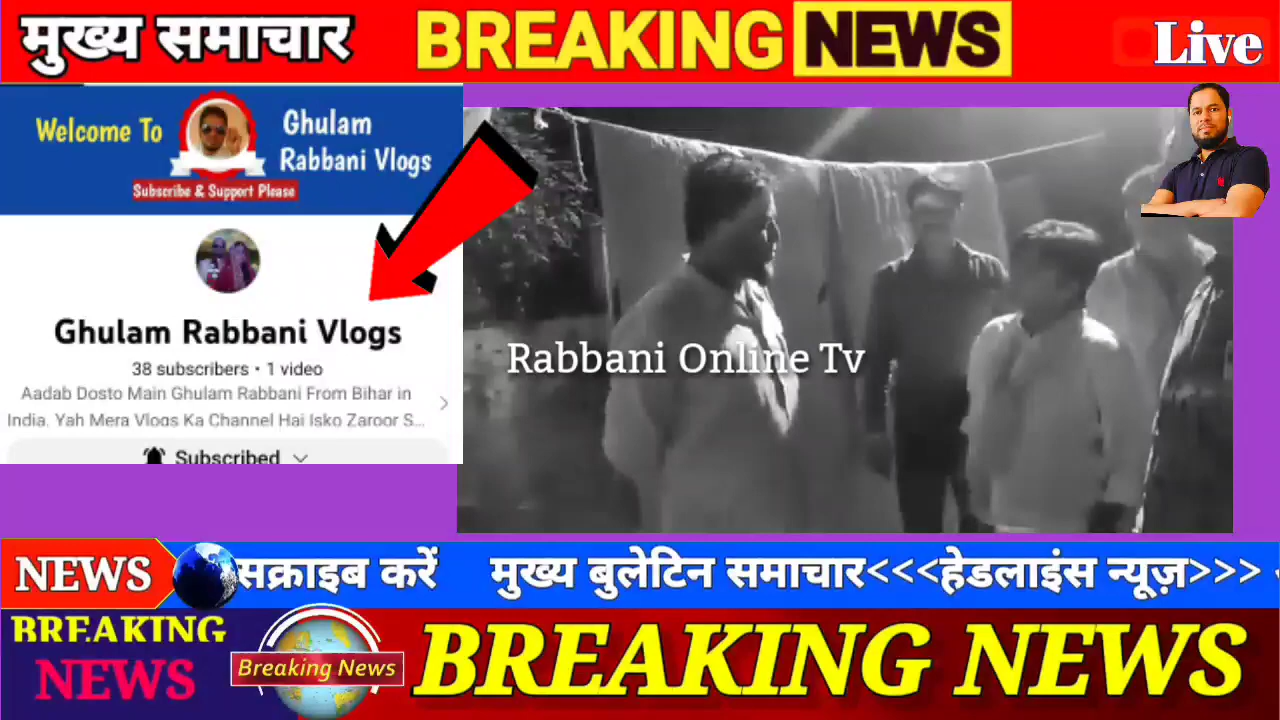 मुख्य समाचार
BREAKING NEWS
Live
Welcome To
Ghulam
Rabbani Vlogs
Subscribe & Support Please
Ghulam Rabbani Vlogs
38 subscribers • 1 video
Aadab Dosto Main Ghulam Rabbani From Bihar in
India. Yah Mera Vlogs Ka Channel Hai Isko Zaroor S...
Subscribed
Rabbani Online Tv
NEWS
सक्राइब करें मुख्य बुलेटिन समाचार<<<हेडलाइंस न्यूज़>>>
BREAKING
NEWS
Breaking News
BREAKING NEWS